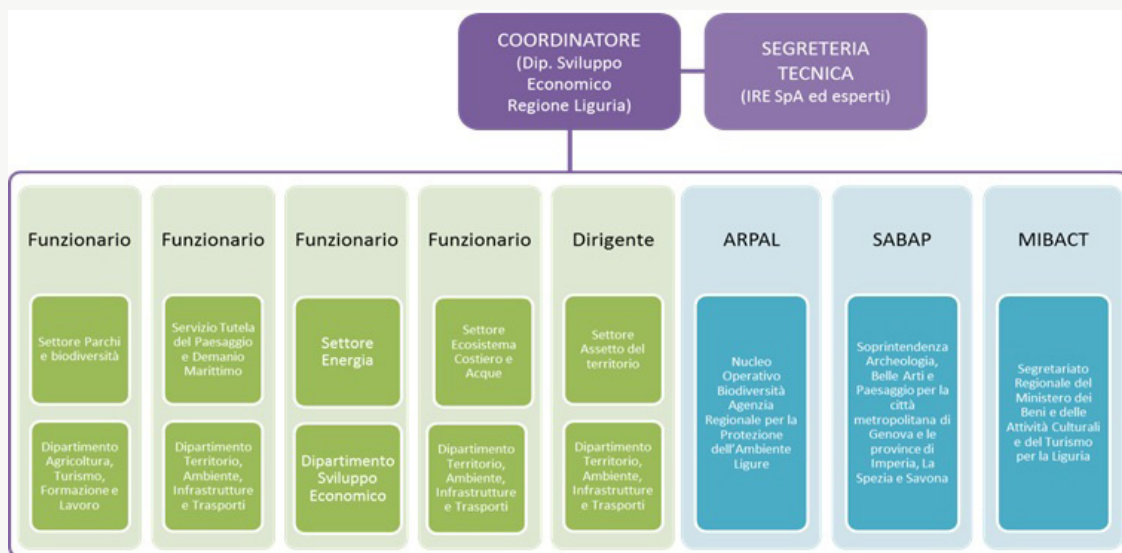 COORDINATORE
(Dip. Sviluppo
Economico
Regione Liguria)
SEGRETERIA
TECNICA
(IRE SpA ed esperti)
Funzionario
Settore Parchi
e biodiversità
Dipartimento
Agricoltura,
Turismo,
Formazione e
Lavoro
Funzionario
Servizio Tutela
del Paesaggio
e Demanio
Marittimo
Dipartimento
Territorio,
Ambiente,
Infrastrutture
e Trasporti
Funzionario
Settore
Energia
Dipartimento
Sviluppo
Economico
Funzionario
Settore
Ecosistema
Costiero e
Acque
Dipartimento
Territorio,
Ambiente,
Infrastrutture
e Trasporti
Dirigente
Settore
Assetto del
territorio
Dipartimento
Territorio,
Ambiente,
Infrastrutture
e Trasporti
ARPAL
Nucleo
Operativo
Biodiversità
Agenzia
Regionale per la
Protezione
dell'Ambiente
Ligure
SABAP
Soprintendenza
Archeologia,
Belle Arti e
Paesaggio per la
città
metropolitana di
Genova e le
province di
Imperia, La
Spezia e Savona
MIBACT
Segretariato
Regionale del
Ministero dei
Beni e delle
Attività Culturali
e del Turismo
per la Liguria